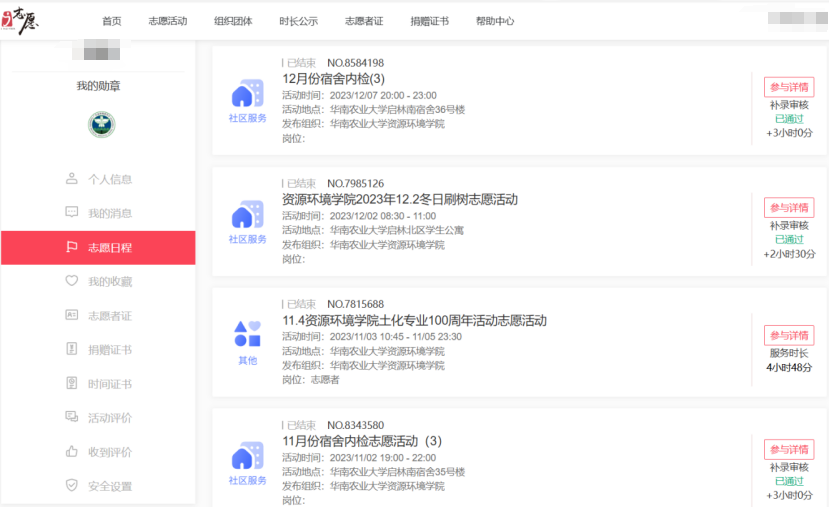 志愿
首页 志愿活动 组织团体 时长公示 志愿者证 捐赠证书 帮助中心
我的勋章
个人信息
我的消息
志愿日程
我的收藏
志愿者证
捐赠证书
时间证书
活动评价
收到评价
安全设置
已结束 NO.8584198
12月份宿舍内检(3)
活动时间：2023/12/07 20:00 - 23:00
活动地点：华南农业大学启林南宿舍36号楼
发布组织：华南农业大学资源环境学院
岗位：
社区服务
参与详情
补录审核
已通过
+3小时0分
已结束 NO.7985126
资源环境学院2023年12.2冬日刷树志愿活动
活动时间：2023/12/02 08:30 - 11:00
活动地点：华南农业大学启林北区学生公寓
发布组织：华南农业大学资源环境学院
岗位：
社区服务
参与详情
补录审核
已通过
+2小时30分
已结束 NO.7815688
11.4资源环境学院土化专业100周年活动志愿活动
活动时间：2023/11/03 10:45 - 11/05 23:30
活动地点：华南农业大学资源环境学院
发布组织：华南农业大学资源环境学院
岗位：志愿者
其他
参与详情
服务时长
4小时48分
已结束 NO.8343580
11月份宿舍内检志愿活动（3）
活动时间：2023/11/02 19:00 - 22:00
活动地点：华南农业大学启林南宿舍35号楼
发布组织：华南农业大学资源环境学院
岗位：
社区服务
参与详情
补录审核
已通过
+3小时0分